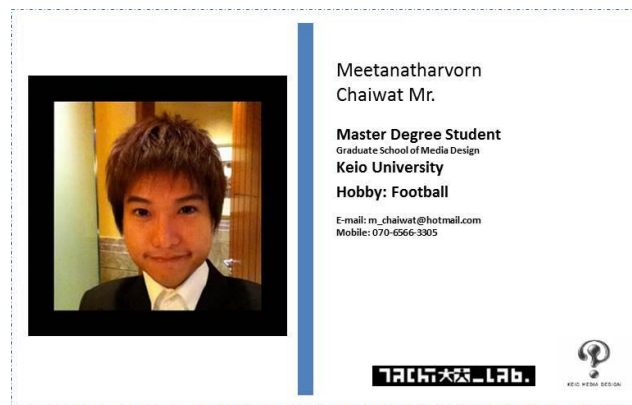 Meetanatharvorn
Chaiwat Mr.
Master Degree Student
Graduate School of Media Design
Keio University
Hobby: Football
E-mail: m_chaiwat@hotmail.com
Mobile: 070-6566-3305
KEIO MEDIA DESIGN